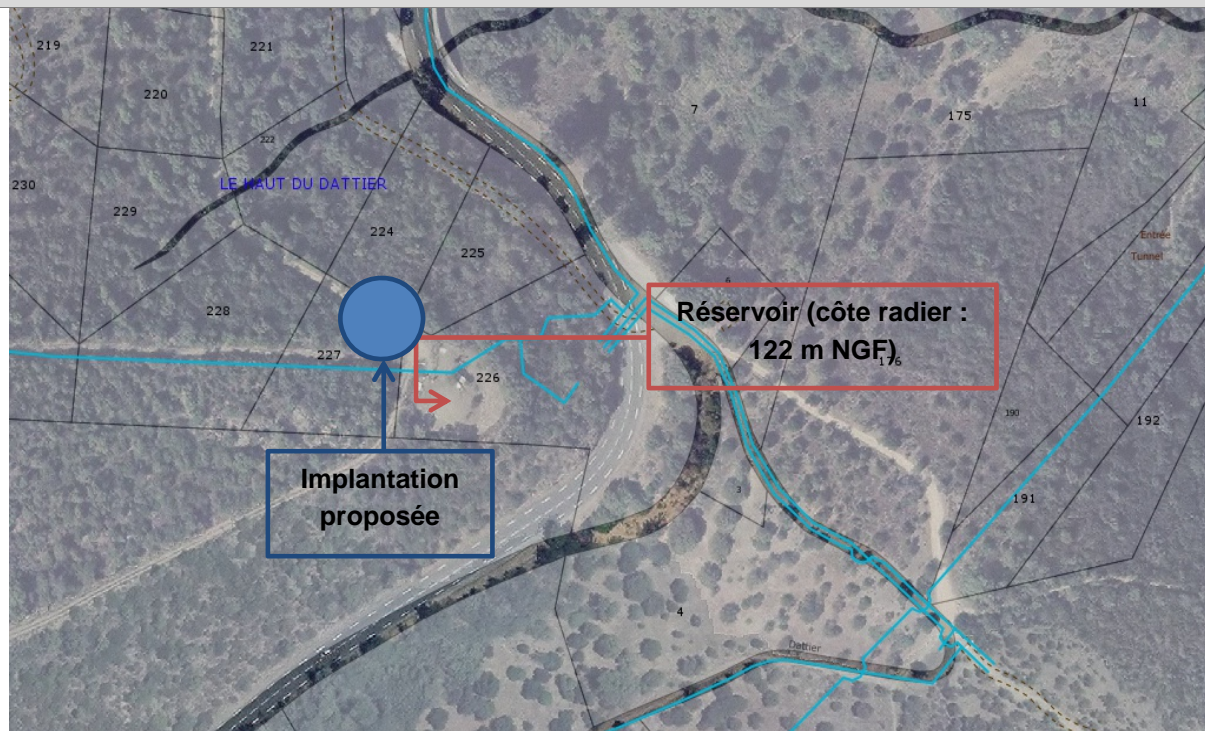 219
221
220
7
175
11
222
230
LE HAUT DU DATTIER
229
224
225
Entrée
Tunnel
6
228
227
226
Réservoir (côte radier :
122 m NGF)
176
190
192
Implantation
proposée
3
191
4
Dattier